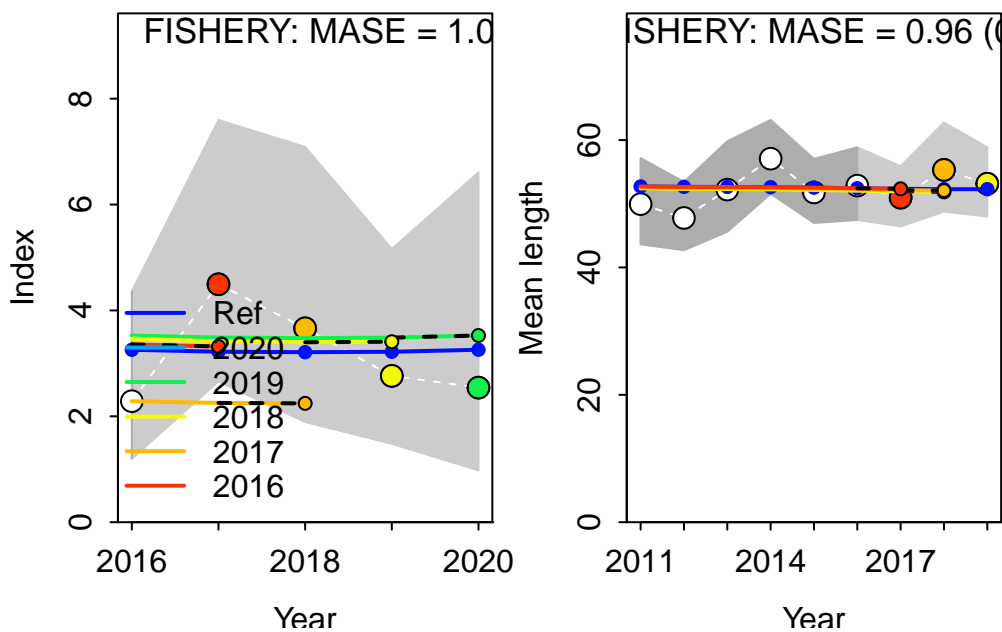 FISHERY: MASE = 1.0
Index
8
6
4
2
0
Ref
2020
2019
2018
2017
2016
2016
2018
2020
Year
ISHERY: MASE = 0.96 (0
Mean length
60
40
20
0
2011
2014
2017
Year